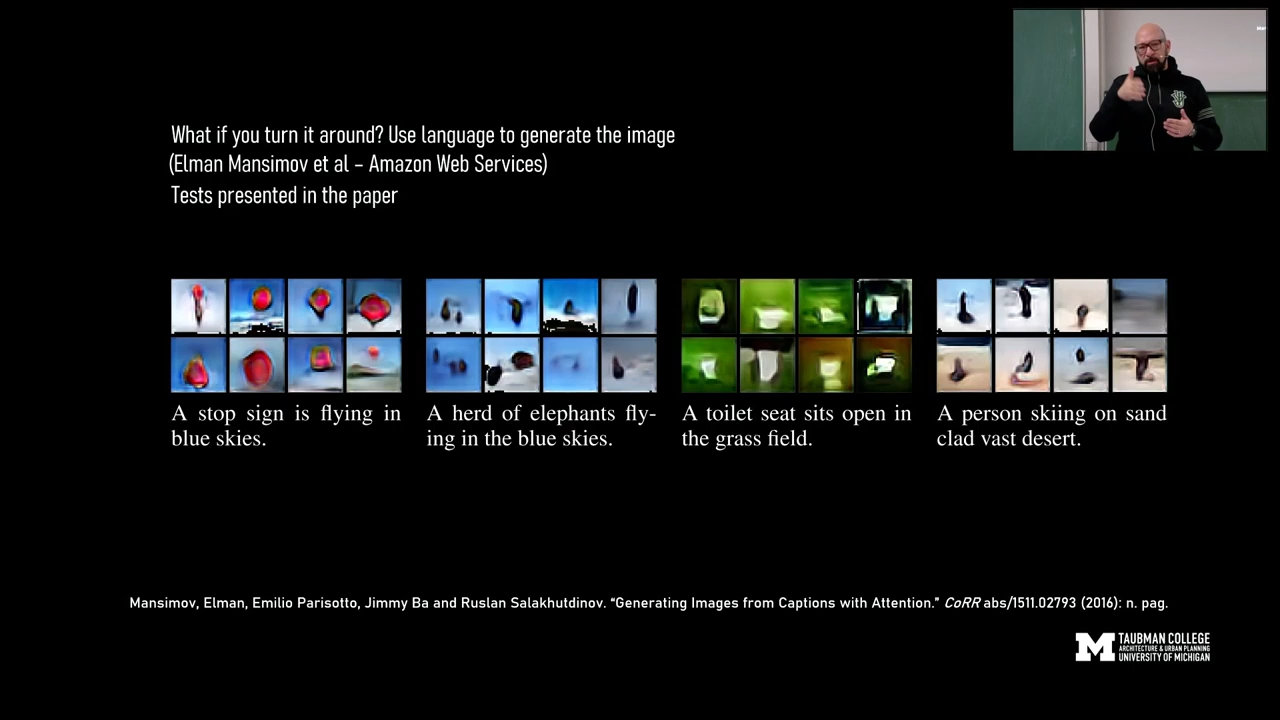 What if you turn it around? Use language to generate the image
(Elman Mansimov et al – Amazon Web Services)
Tests presented in the paper
A stop sign is flying in
blue skies.
A herd of elephants fly-
ing in the blue skies.
A toilet seat sits open in
the grass field.
A person skiing on sand
clad vast desert.
Mansimov, Elman, Emilio Parisotto, Jimmy Ba and Ruslan Salakhutdinov. “Generating Images from Captions with Attention.” CoRR abs/1511.02793 (2016): n. pag.
M TAUBMAN COLLEGE
ARCHITECTURE & URBAN PLANNING
UNIVERSITY OF MICHIGAN